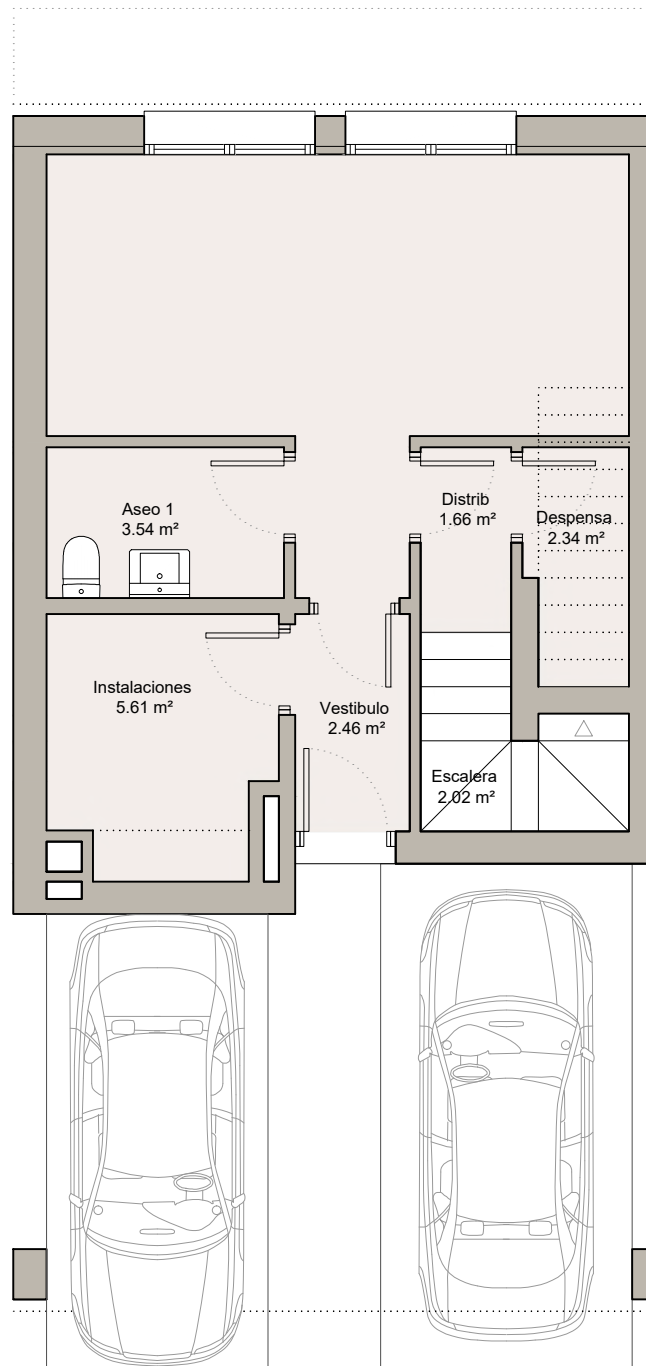 Aseo 1
3.54 m²
Distrib
1.66 m²
Despensa
2.34 m²
Instalaciones
5.61 m²
Vestibulo
2.46 m²
Escalera
2.02 m²